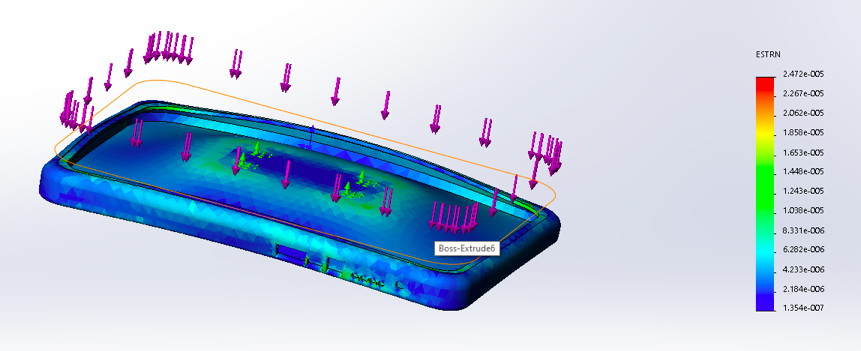 ESTRN
2.472e-005
2.267e-005
2.062e-005
1.858e-005
1.653e-005
1.448e-005
1.243e-005
1.038e-005
8.331e-006
6.282e-006
4.233e-006
2.184e-006
1.354e-007
Boss-Extrude6